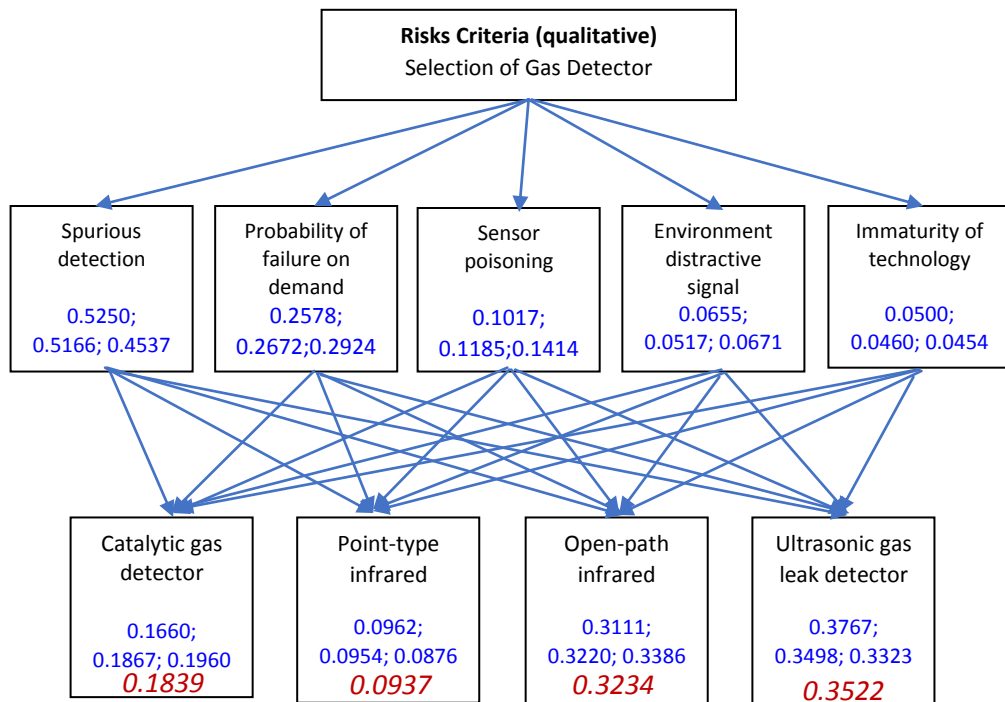 Risks Criteria (qualitative)
Selection of Gas Detector
Spurious
detection
0.5250;
0.5166; 0.4537
Probability of
failure on
demand
0.2578;
0.2672;0.2924
Sensor
poisoning
0.1017;
0.1185;0.1414
Environment
distractive
signal
0.0655;
0.0517; 0.0671
Immaturity of
technology
0.0500;
0.0460; 0.0454
Catalytic gas
detector
0.1660;
0.1867; 0.1960
0.1839
Point-type
infrared
0.0962;
0.0954; 0.0876
0.0937
Open-path
infrared
0.3111;
0.3220; 0.3386
0.3234
Ultrasonic gas
leak detector
0.3767;
0.3498; 0.3323
0.3522